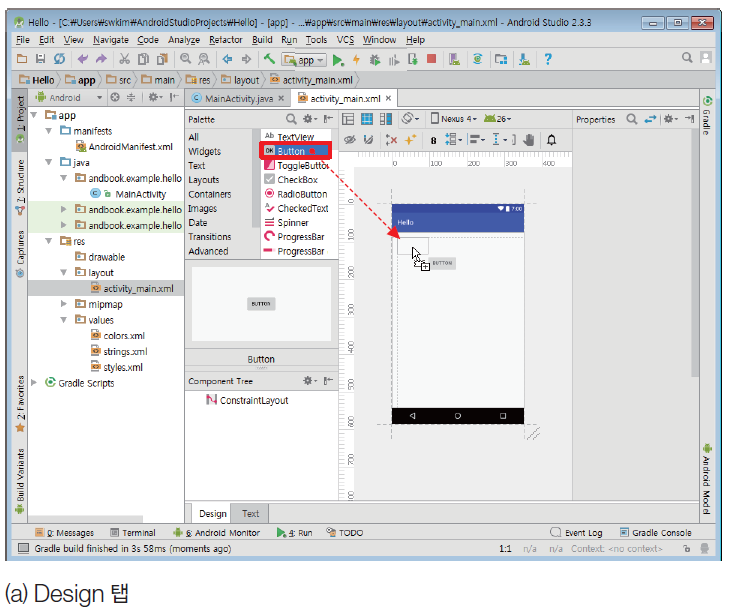 Hello - [C:₩Users₩swkim₩AndroidStudioProjects₩Hello] - [app] - ...₩app₩src₩main₩res₩layout₩activity_main.xml - Android Studio 2.3.3
File Edit View Navigate Code Analyze Refactor Build Run Tools VCS Window Help
app
Hello app src main res layout activity_main.xml
1: Project
7: Structure
Captures
2: Favorites
Build Variants
Android
app
manifests
AndroidManifest.xml
java
andbook.example.hello
MainActivity
andbook.example.hello
andbook.example.hello
res
drawable
layout
activity_main.xml
mipmap
values
colors.xml
strings.xml
styles.xml
Gradle Scripts
MainActivity.java activity_main.xml
Palette
All
Widgets
Text
Layouts
Containers
Images
Date
Transitions
Advanced
Ab TextView
OK Button
ToggleButton
CheckBox
RadioButton
CheckedText
Spinner
ProgressBar
ProgressBar
BUTTON
Button
Component Tree
ConstraintLayout
Nexus 4 26
8
0 100 200 300 400
0
100
200
300
400
500
600
700
800
7:00
Hello
BUTTON
Properties
Gradle
Android Model
Design Text
0: Messages Terminal 6: Android Monitor 4: Run TODO Event Log Gradle Console
Gradle build finished in 3s 58ms (moments ago) 1:1 n/a n/a Context: <no context>
(a) Design 탭